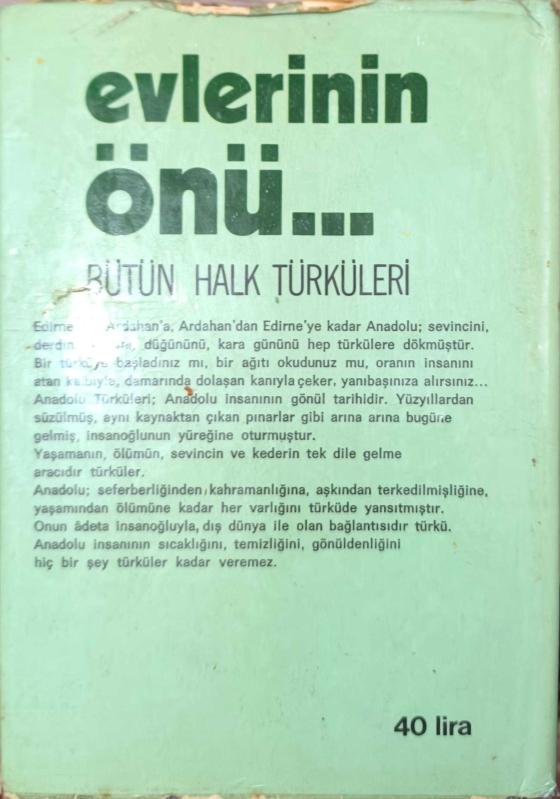 evlerinin
önü...
BÜTÜN HALK TÜRKÜLERİ
Ardahan'a, Ardahan'dan Edirne'ye kadar Anadolu; sevincini,
düğününü, kara gününü hep türkülere dökmüştür.
Bir türküye başladınız mı, bir ağıtı okudunuz mu, oranın insanını
atan kalbiyle, damarında dolaşan kanıyla çeker, yanıbaşınıza alırsınız...
Anadolu Türküleri; Anadolu insanının gönül tarihidir. Yüzyıllardan
süzülmüş, aynı kaynaktan çıkan pınarlar gibi arına arına bugüne
gelmiş, insanoğlunun yüreğine oturmuştur.
Yaşamanın, ölümün, sevincin ve kederin tek dile gelme
aracıdır türküler.
Anadolu; seferberliğinden, kahramanlığına, aşkından terkedilmişliğine,
yaşamından ölümüne kadar her varlığını türküde yansıtmıştır.
Onun âdeta insanoğluyla, dış dünya ile olan bağlantısıdır türkü.
Anadolu insanının sıcaklığını, temizliğini, gönüldenliğini
hiç bir şey türküler kadar veremez.
40 lira